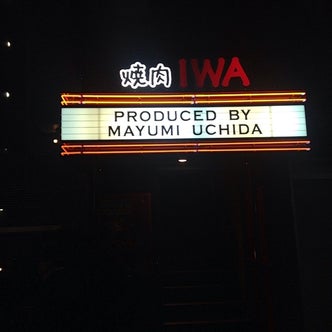 焼肉 IWA
PRODUCED BY
MAYUMI UCHIDA